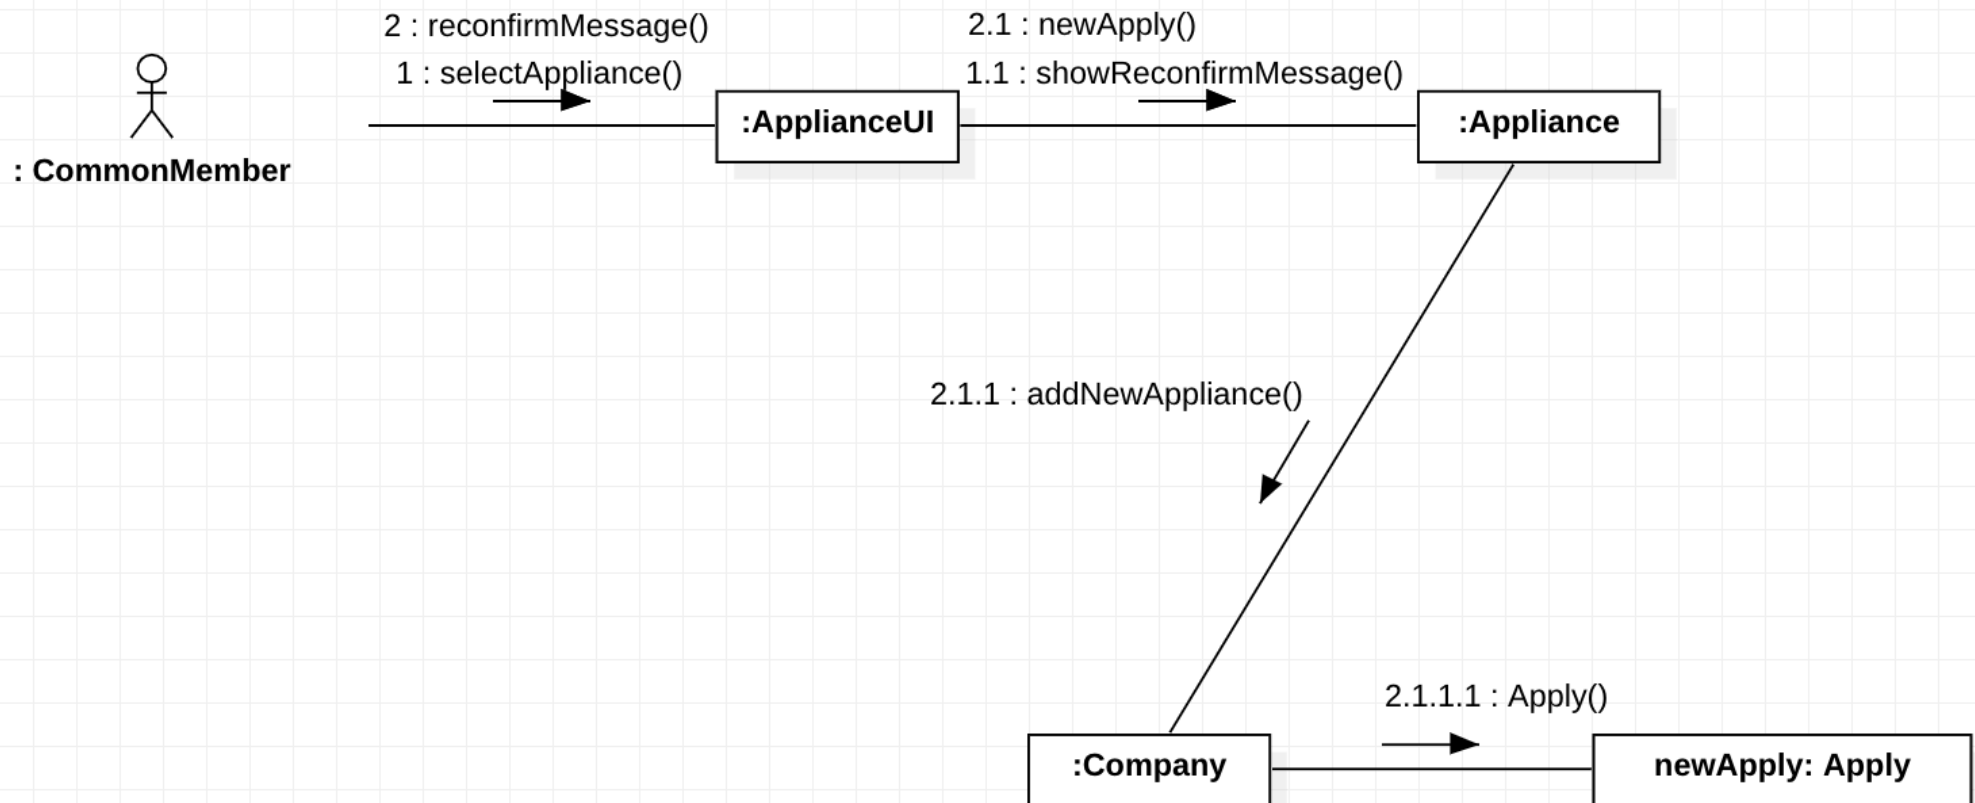 2 : reconfirmMessage()
2.1 : newApply()
1 : selectAppliance()
1.1 : showReconfirmMessage()
:ApplianceUI
:Appliance
: CommonMember
2.1.1 : addNewAppliance()
2.1.1.1 : Apply()
:Company
newApply: Apply